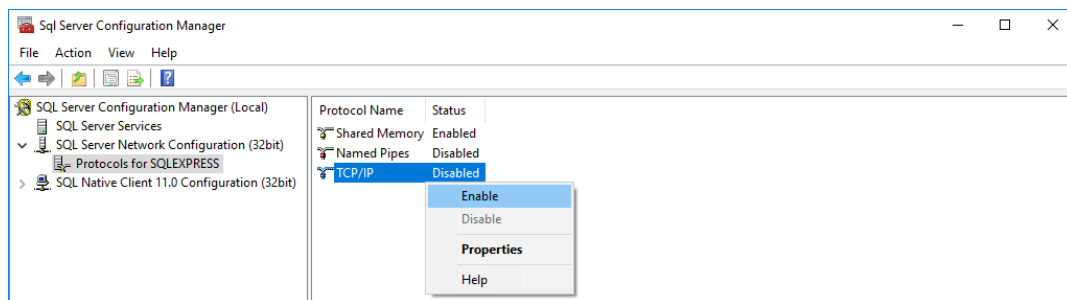 Sql Server Configuration Manager
File Action View Help
SQL Server Configuration Manager (Local)
SQL Server Services
SQL Server Network Configuration (32bit)
Protocols for SQLEXPRESS
SQL Native Client 11.0 Configuration (32bit)
Protocol Name Status
Shared Memory Enabled
Named Pipes Disabled
TCP/IP Disabled
Enable
Disable
Properties
Help